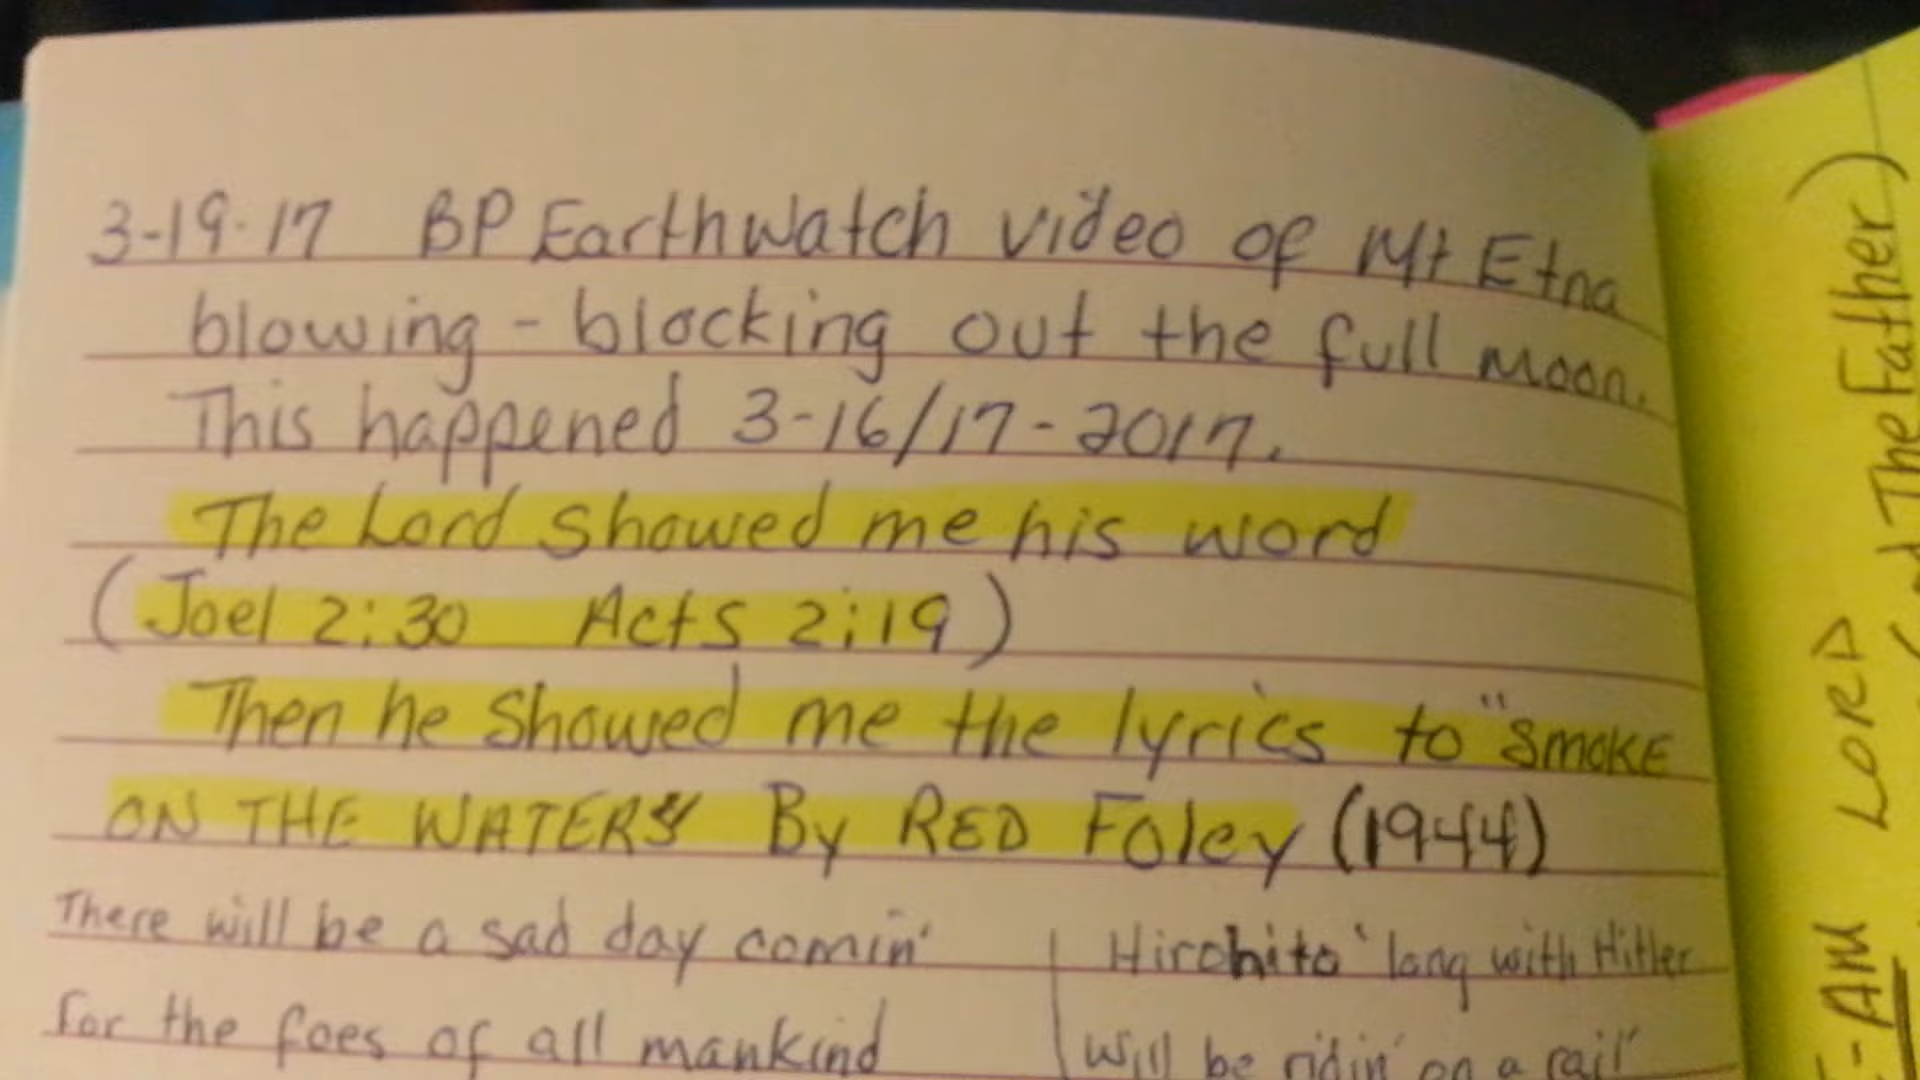 3-19-17 BP Earthwatch video of Mt Etna
blowing - blocking out the full moon.
This happened 3-16/17-2017.
The Lord showed me his word
(Joel 2:30 Acts 2:19)
Then he showed me the lyrics to "SMOKE
ON THE WATERS By RED Foley (1944)
There will be a sad day comin'
for the foes of all mankind
Hirohito 'long with Hitler
will be ridin' on a rail
The Father)
LORD
AM